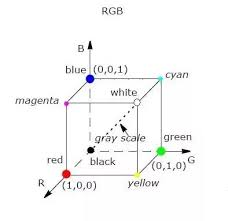 RGB
B
blue (0,0,1)
cyan
white
magenta
gray scale
green
red
black
G
(0,1,0)
R
(1,0,0)
yellow